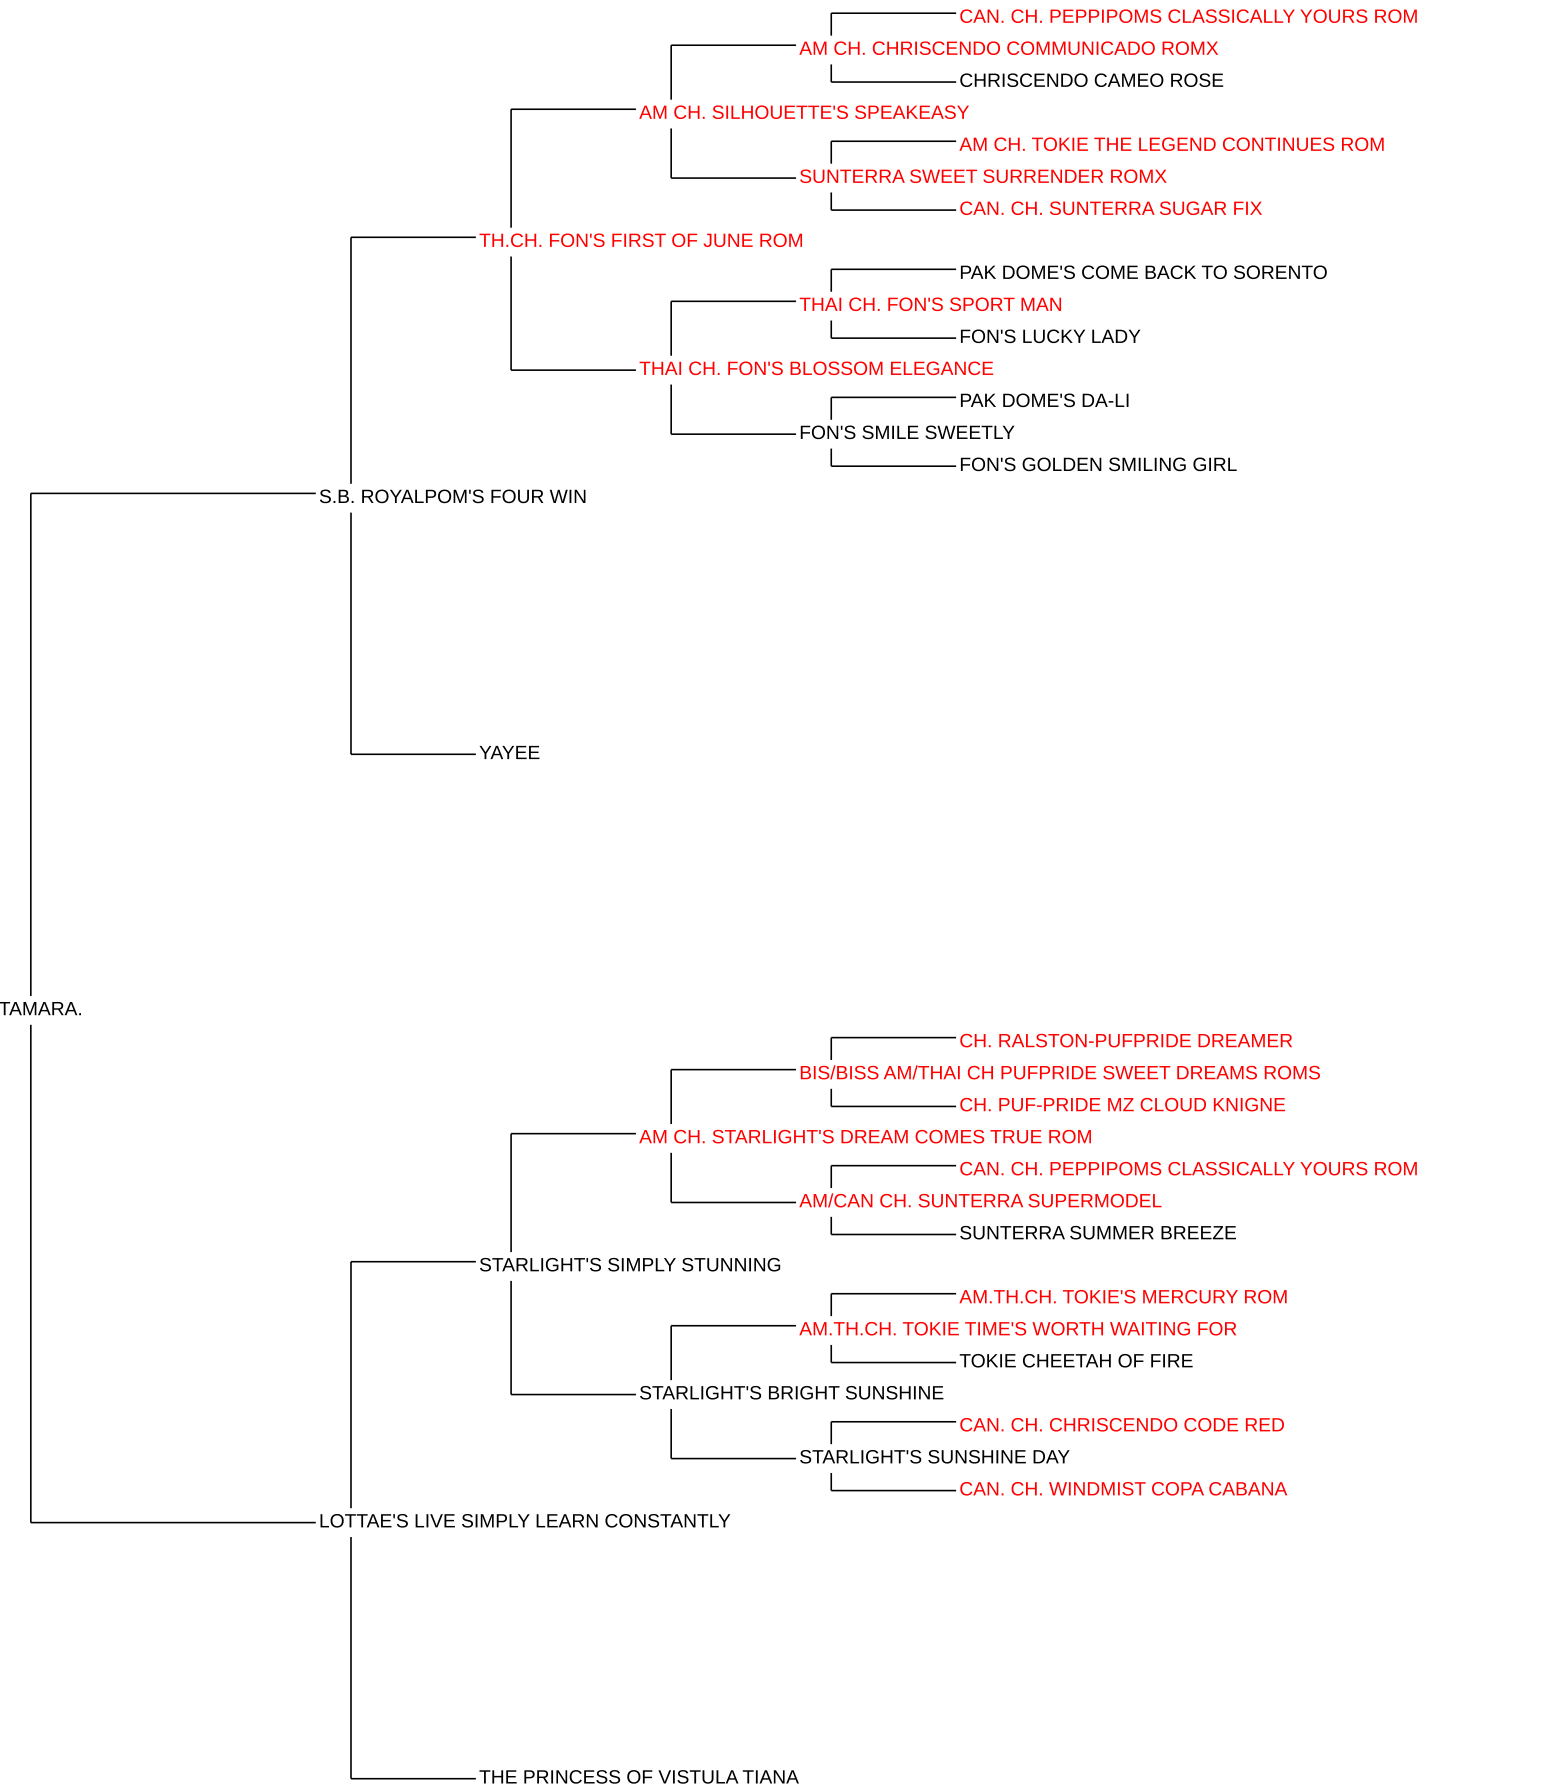 CAN. CH. PEPPIPOMS CLASSICALLY YOURS ROM
AM CH. CHRISCENDO COMMUNICADO ROMX
CHRISCENDO CAMEO ROSE
AM CH. SILHOUETTE'S SPEAKEASY
AM CH. TOKIE THE LEGEND CONTINUES ROM
SUNTERRA SWEET SURRENDER ROMX
CAN. CH. SUNTERRA SUGAR FIX
TH.CH. FON'S FIRST OF JUNE ROM
PAK DOME'S COME BACK TO SORENTO
THAI CH. FON'S SPORT MAN
FON'S LUCKY LADY
THAI CH. FON'S BLOSSOM ELEGANCE
PAK DOME'S DA-LI
FON'S SMILE SWEETLY
FON'S GOLDEN SMILING GIRL
S.B. ROYALPOM'S FOUR WIN
YAYEE
TAMARA.
CH. RALSTON-PUFPRIDE DREAMER
BIS/BISS AM/THAI CH PUFPRIDE SWEET DREAMS ROMS
CH. PUF-PRIDE MZ CLOUD KNIGNE
AM CH. STARLIGHT'S DREAM COMES TRUE ROM
CAN. CH. PEPPIPOMS CLASSICALLY YOURS ROM
AM/CAN CH. SUNTERRA SUPERMODEL
SUNTERRA SUMMER BREEZE
STARLIGHT'S SIMPLY STUNNING
AM.TH.CH. TOKIE'S MERCURY ROM
AM.TH.CH. TOKIE TIME'S WORTH WAITING FOR
TOKIE CHEETAH OF FIRE
STARLIGHT'S BRIGHT SUNSHINE
CAN. CH. CHRISCENDO CODE RED
STARLIGHT'S SUNSHINE DAY
CAN. CH. WINDMIST COPA CABANA
LOTTAE'S LIVE SIMPLY LEARN CONSTANTLY
THE PRINCESS OF VISTULA TIANA